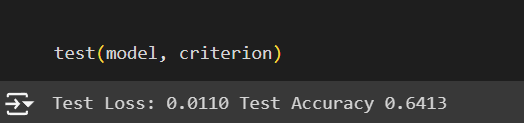 test(model, criterion)
Test Loss: 0.0110 Test Accuracy 0.6413